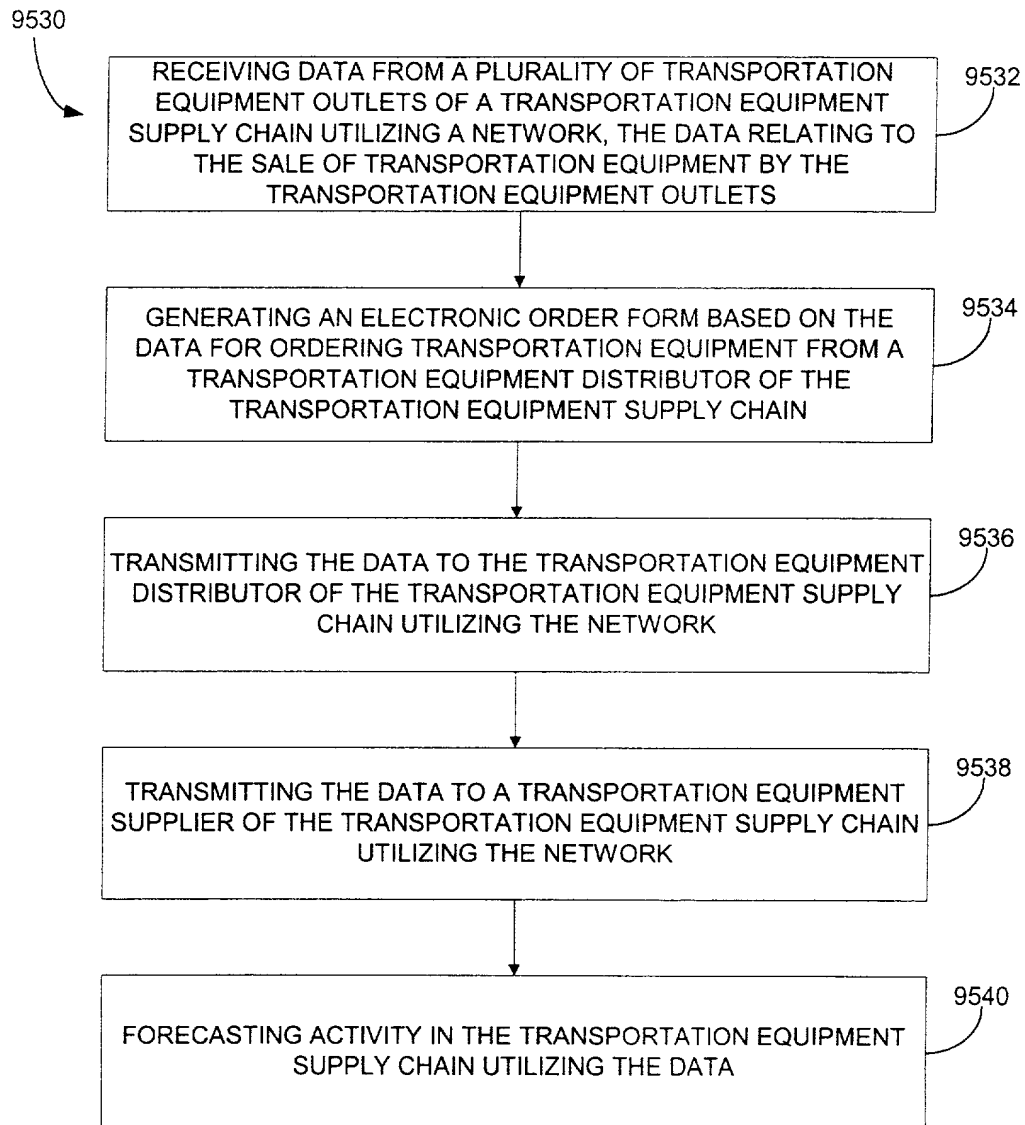 9530
RECEIVING DATA FROM A PLURALITY OF TRANSPORTATION
EQUIPMENT OUTLETS OF A TRANSPORTATION EQUIPMENT
SUPPLY CHAIN UTILIZING A NETWORK, THE DATA RELATING TO
THE SALE OF TRANSPORTATION EQUIPMENT BY THE
TRANSPORTATION EQUIPMENT OUTLETS
9532
GENERATING AN ELECTRONIC ORDER FORM BASED ON THE
DATA FOR ORDERING TRANSPORTATION EQUIPMENT FROM A
TRANSPORTATION EQUIPMENT DISTRIBUTOR OF THE
TRANSPORTATION EQUIPMENT SUPPLY CHAIN
9534
TRANSMITTING THE DATA TO THE TRANSPORTATION EQUIPMENT
DISTRIBUTOR OF THE TRANSPORTATION EQUIPMENT SUPPLY
CHAIN UTILIZING THE NETWORK
9536
TRANSMITTING THE DATA TO A TRANSPORTATION EQUIPMENT
SUPPLIER OF THE TRANSPORTATION EQUIPMENT SUPPLY CHAIN
UTILIZING THE NETWORK
9538
FORECASTING ACTIVITY IN THE TRANSPORTATION EQUIPMENT
SUPPLY CHAIN UTILIZING THE DATA
9540